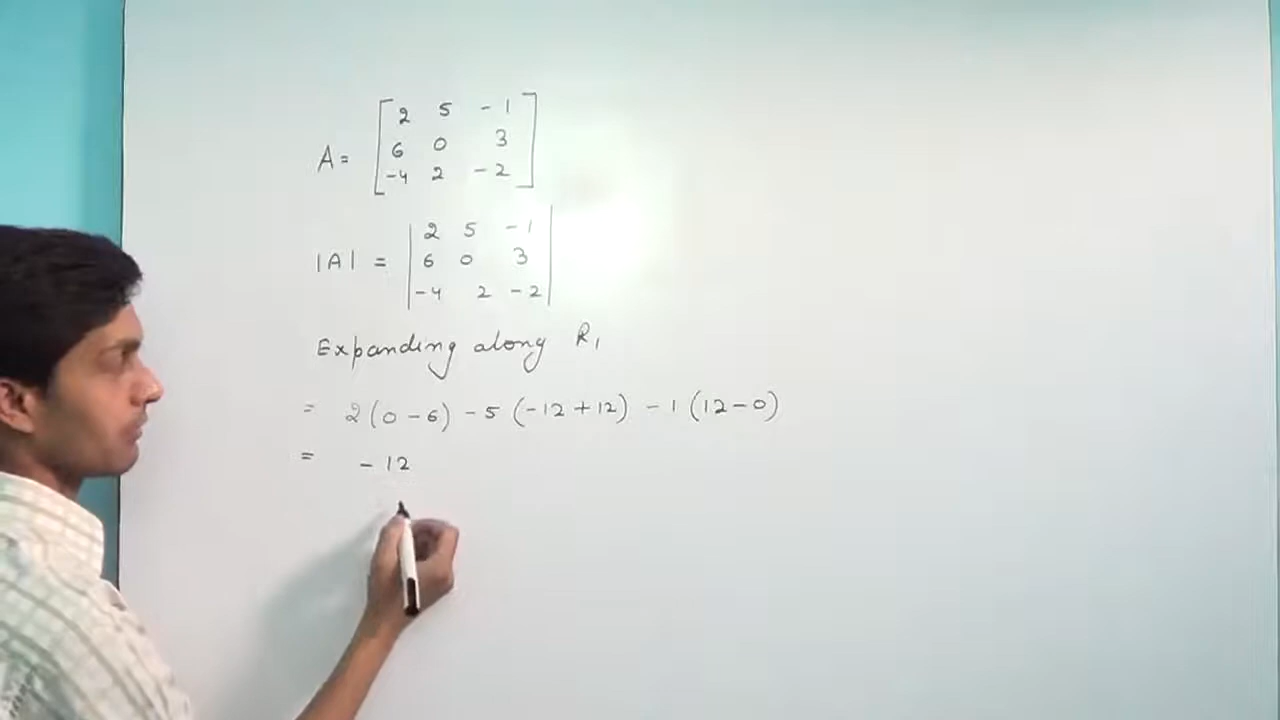 A = [ 2 5 -1
6 0 3
-4 2 -2 ]
|A| = | 2 5 -1
6 0 3
-4 2 -2 |
Expanding along R₁
= 2(0-6) -5(-12+12) -1(12-0)
= -12